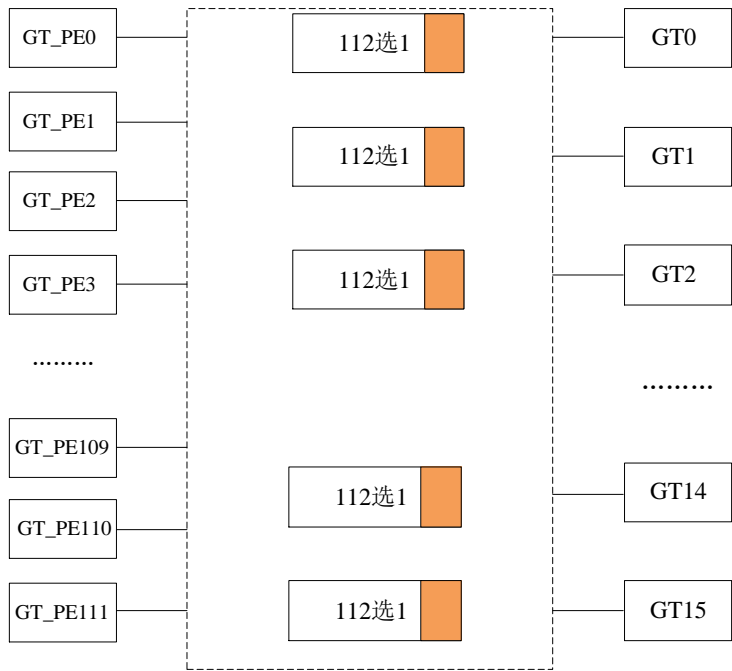 GT_PE0
112选1
GT0
GT_PE1
112选1
GT1
GT_PE2
GT_PE3
112选1
GT2
………
………
GT_PE109
112选1
GT14
GT_PE110
GT_PE111
112选1
GT15